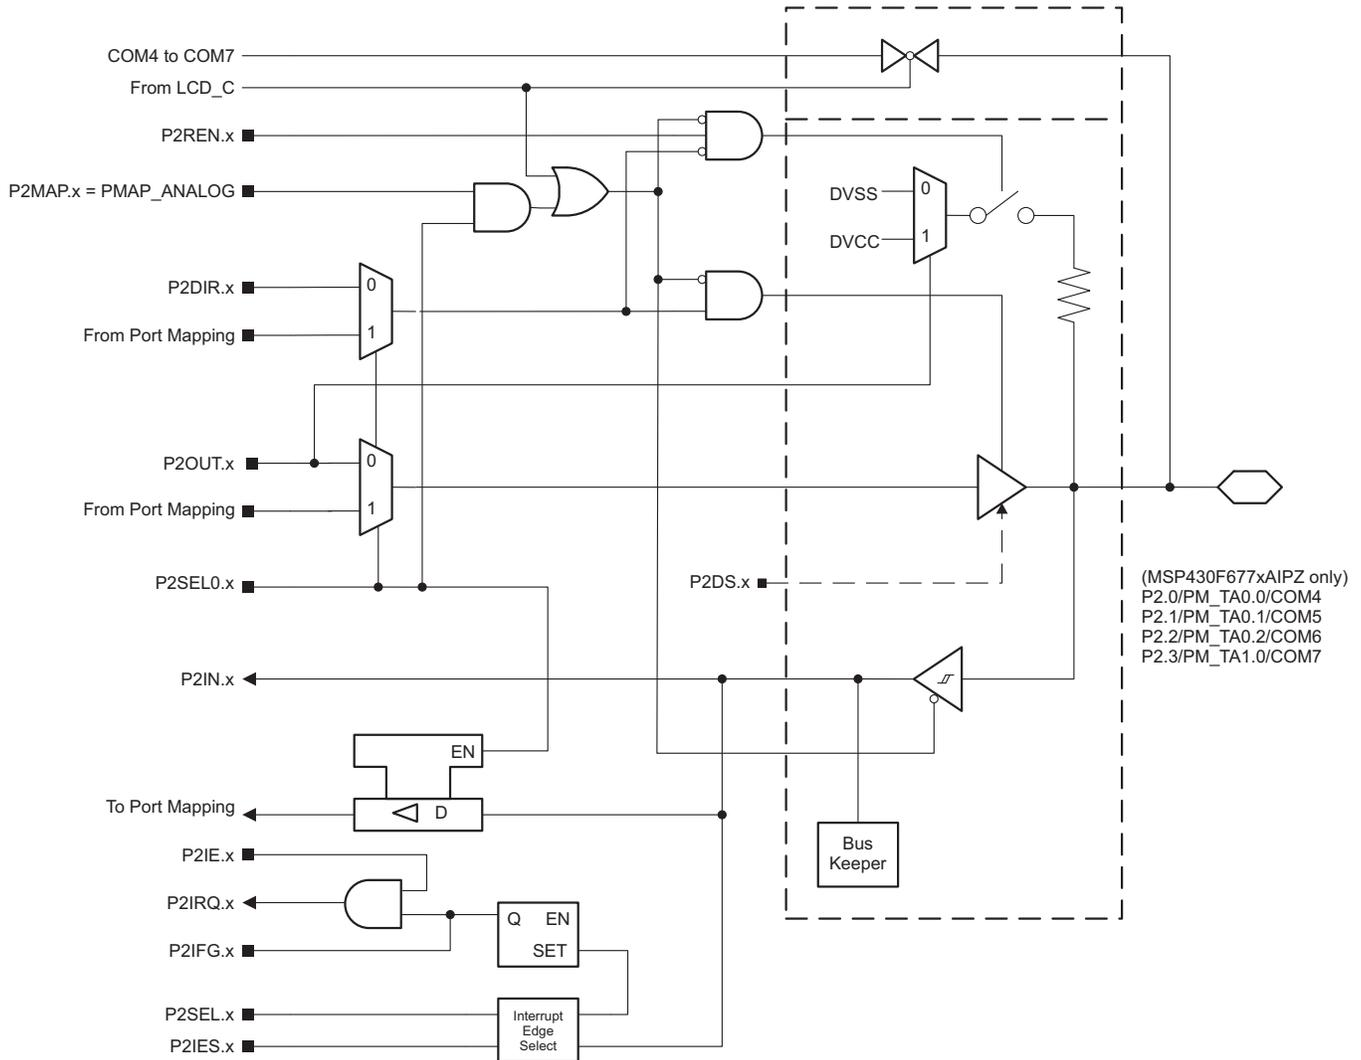 COM4 to COM7
From LCD_C
P2REN.x
P2MAP.x = PMAP_ANALOG
DVSS
0
DVCC
1
P2DIR.x
0
From Port Mapping
1
P2OUT.x
0
From Port Mapping
1
P2SEL0.x
P2DS.x
(MSP430F677xAIPZ only)
P2.0/PM_TA0.0/COM4
P2.1/PM_TA0.1/COM5
P2.2/PM_TA0.2/COM6
P2.3/PM_TA1.0/COM7
P2IN.x
EN
To Port Mapping
D
Bus
Keeper
P2IE.x
P2IRQ.x
Q EN
SET
P2IFG.x
P2SEL.x
P2IES.x
Interrupt
Edge
Select